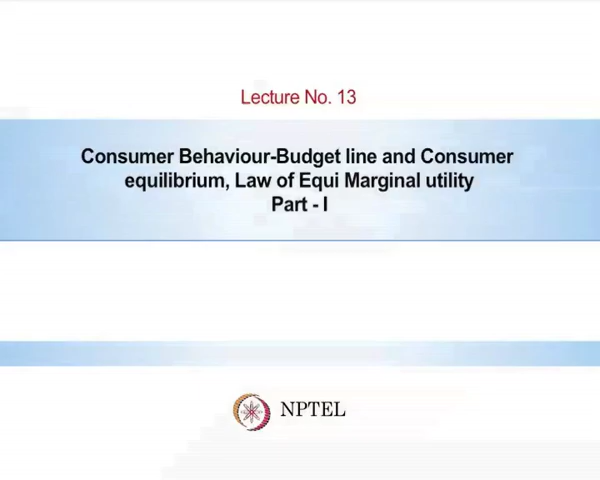 Lecture No. 13
Consumer Behaviour-Budget line and Consumer
equilibrium, Law of Equi Marginal utility
Part - I
NPTEL